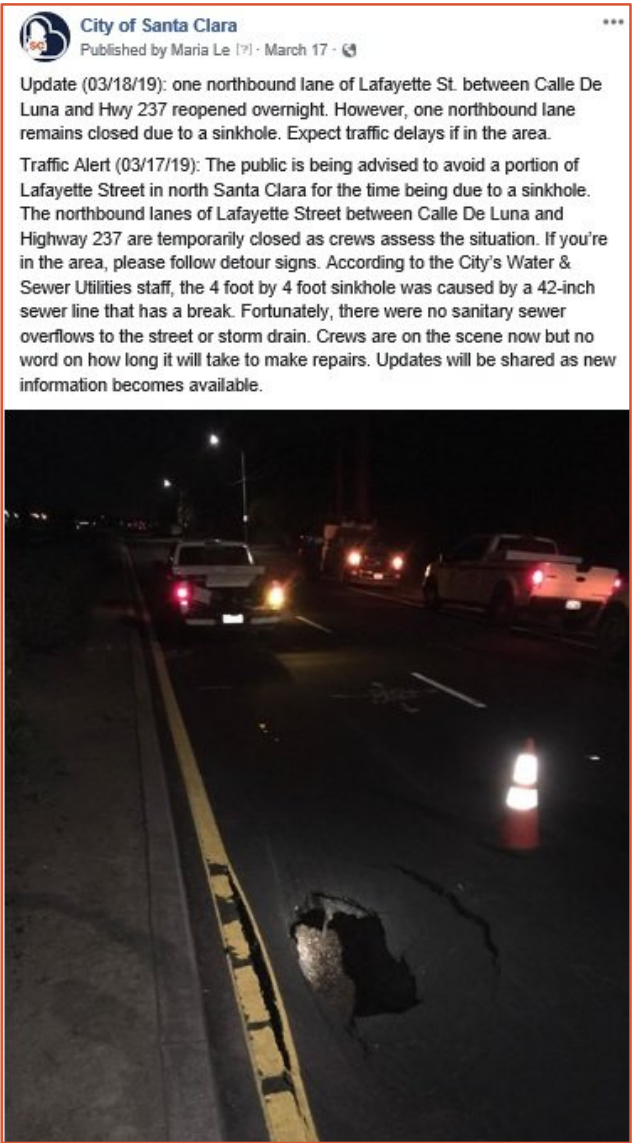 City of Santa Clara
Published by Maria Le [?] · March 17 ·
SC
Update (03/18/19): one northbound lane of Lafayette St. between Calle De
Luna and Hwy 237 reopened overnight. However, one northbound lane
remains closed due to a sinkhole. Expect traffic delays if in the area.
Traffic Alert (03/17/19): The public is being advised to avoid a portion of
Lafayette Street in north Santa Clara for the time being due to a sinkhole.
The northbound lanes of Lafayette Street between Calle De Luna and
Highway 237 are temporarily closed as crews assess the situation. If you're
in the area, please follow detour signs. According to the City's Water &
Sewer Utilities staff, the 4 foot by 4 foot sinkhole was caused by a 42-inch
sewer line that has a break. Fortunately, there were no sanitary sewer
overflows to the street or storm drain. Crews are on the scene now but no
word on how long it will take to make repairs. Updates will be shared as new
information becomes available.